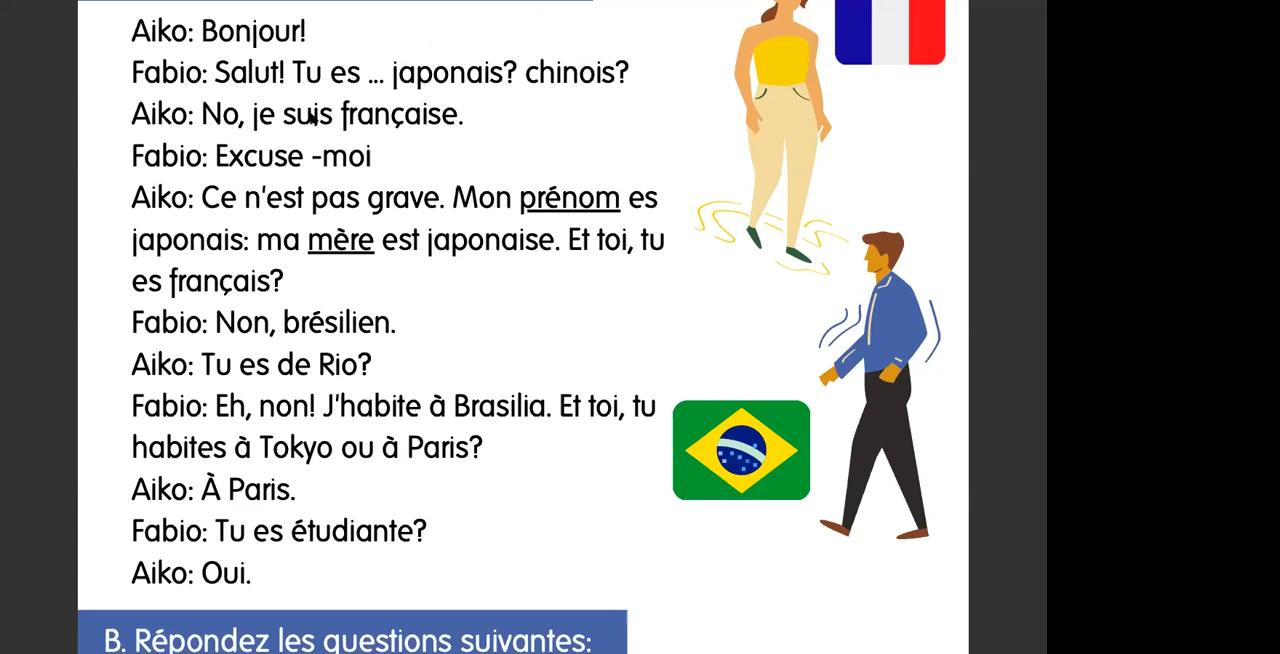 Aiko: Bonjour!
Fabio: Salut! Tu es ... japonais? chinois?
Aiko: No, je suis française.
Fabio: Excuse -moi
Aiko: Ce n'est pas grave. Mon prénom es
japonais: ma mère est japonaise. Et toi, tu
es français?
Fabio: Non, brésilien.
Aiko: Tu es de Rio?
Fabio: Eh, non! J'habite à Brasilia. Et toi, tu
habites à Tokyo ou à Paris?
Aiko: À Paris.
Fabio: Tu es étudiante?
Aiko: Oui.
B. Répondez les questions suivantes: